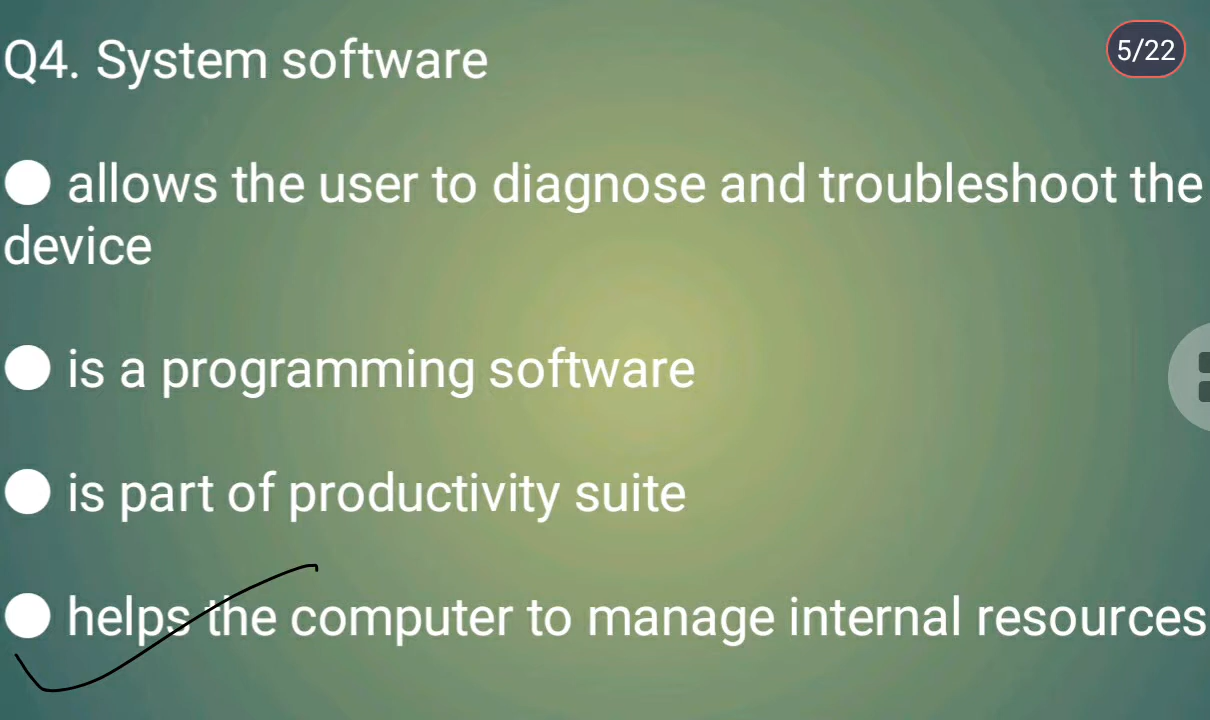 Q4. System software
5/22
allows the user to diagnose and troubleshoot the
device
is a programming software
is part of productivity suite
helps the computer to manage internal resources